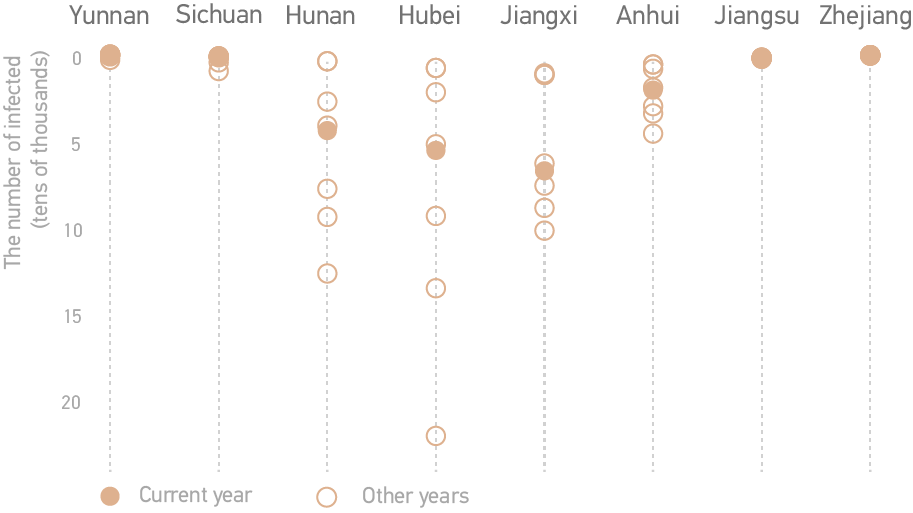 Yunnan Sichuan Hunan Hubei Jiangxi Anhui Jiangsu Zhejiang
The number of infected
(tens of thousands)
0
5
10
15
20
Current year Other years